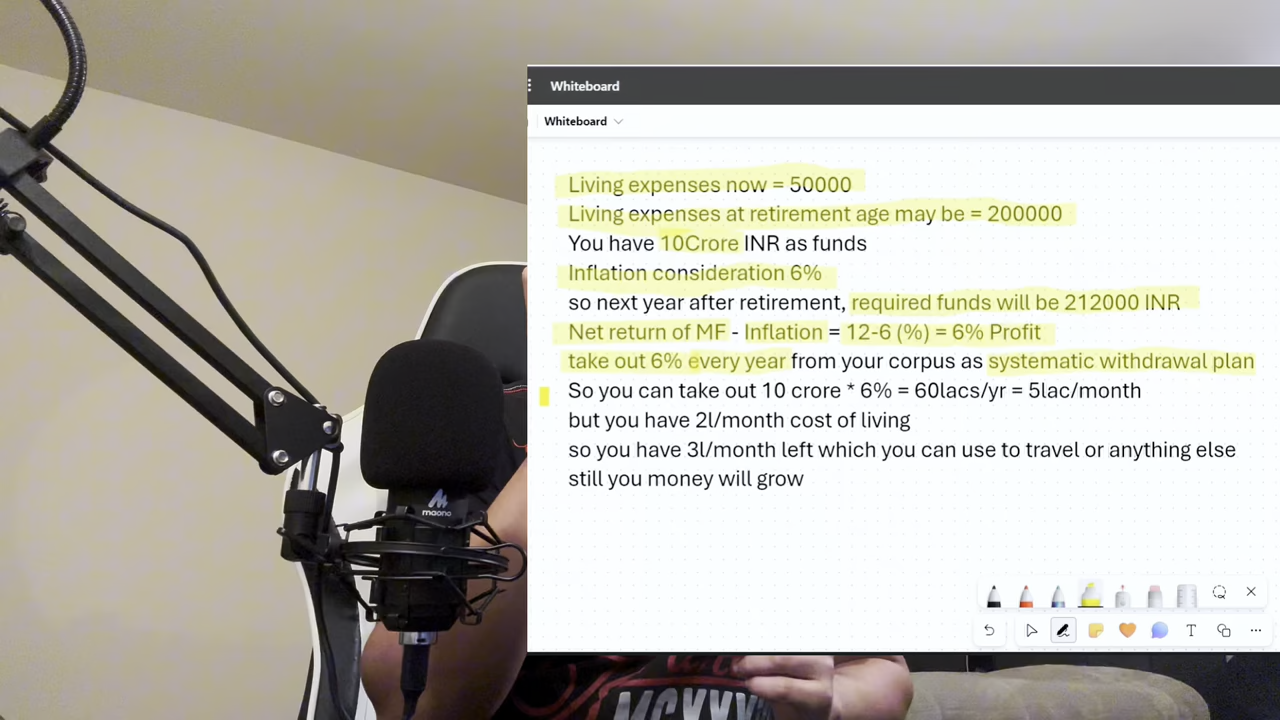 Whiteboard
Whiteboard
Living expenses now = 50000
Living expenses at retirement age may be = 200000
You have 10Crore INR as funds
Inflation consideration 6%
so next year after retirement, required funds will be 212000 INR
Net return of MF - Inflation = 12-6 (%) = 6% Profit
take out 6% every year from your corpus as systematic withdrawal plan
So you can take out 10 crore * 6% = 60lacs/yr = 5lac/month
but you have 2l/month cost of living
so you have 3l/month left which you can use to travel or anything else
still you money will grow
maono